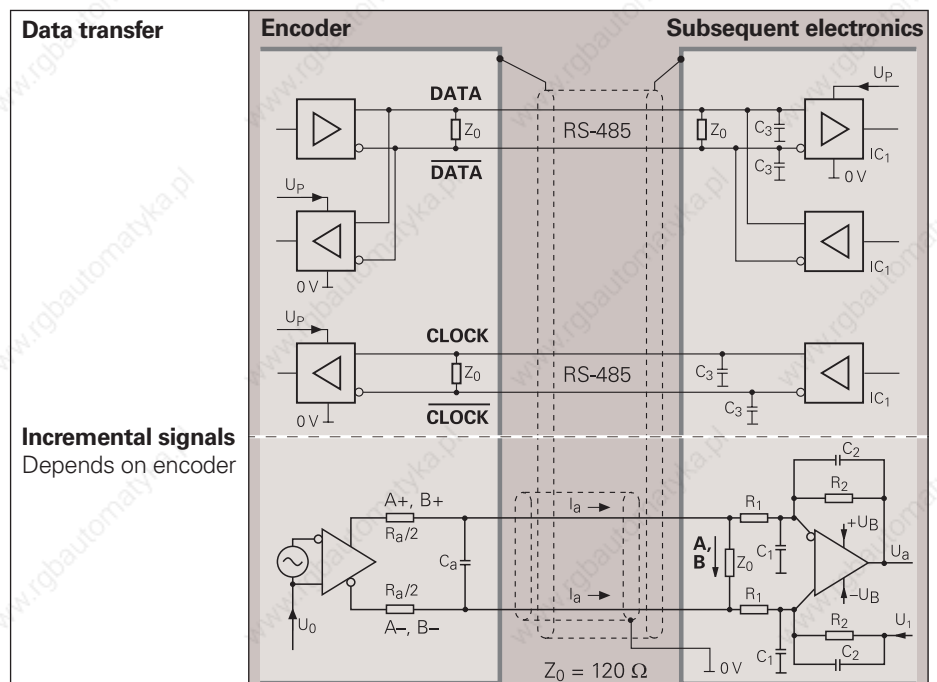 Data transfer
Encoder
Subsequent electronics
DATA
Z0
RS-485
Z0
C3
UP
DATA
C3
IC1
0 V
UP
0 V
IC1
UP
CLOCK
Z0
RS-485
C3
0 V
CLOCK
C3
IC1
Incremental signals
Depends on encoder
A+, B+
Ra/2
Ca
Ia
R1
C2
R2
+UB
Ua
A,
B
Z0
C1
Ra/2
A–, B–
U0
Ia
R1
–UB
U1
R2
C1
C2
Z0 = 120 Ω
0 V
www.rgbautomatyka.pl